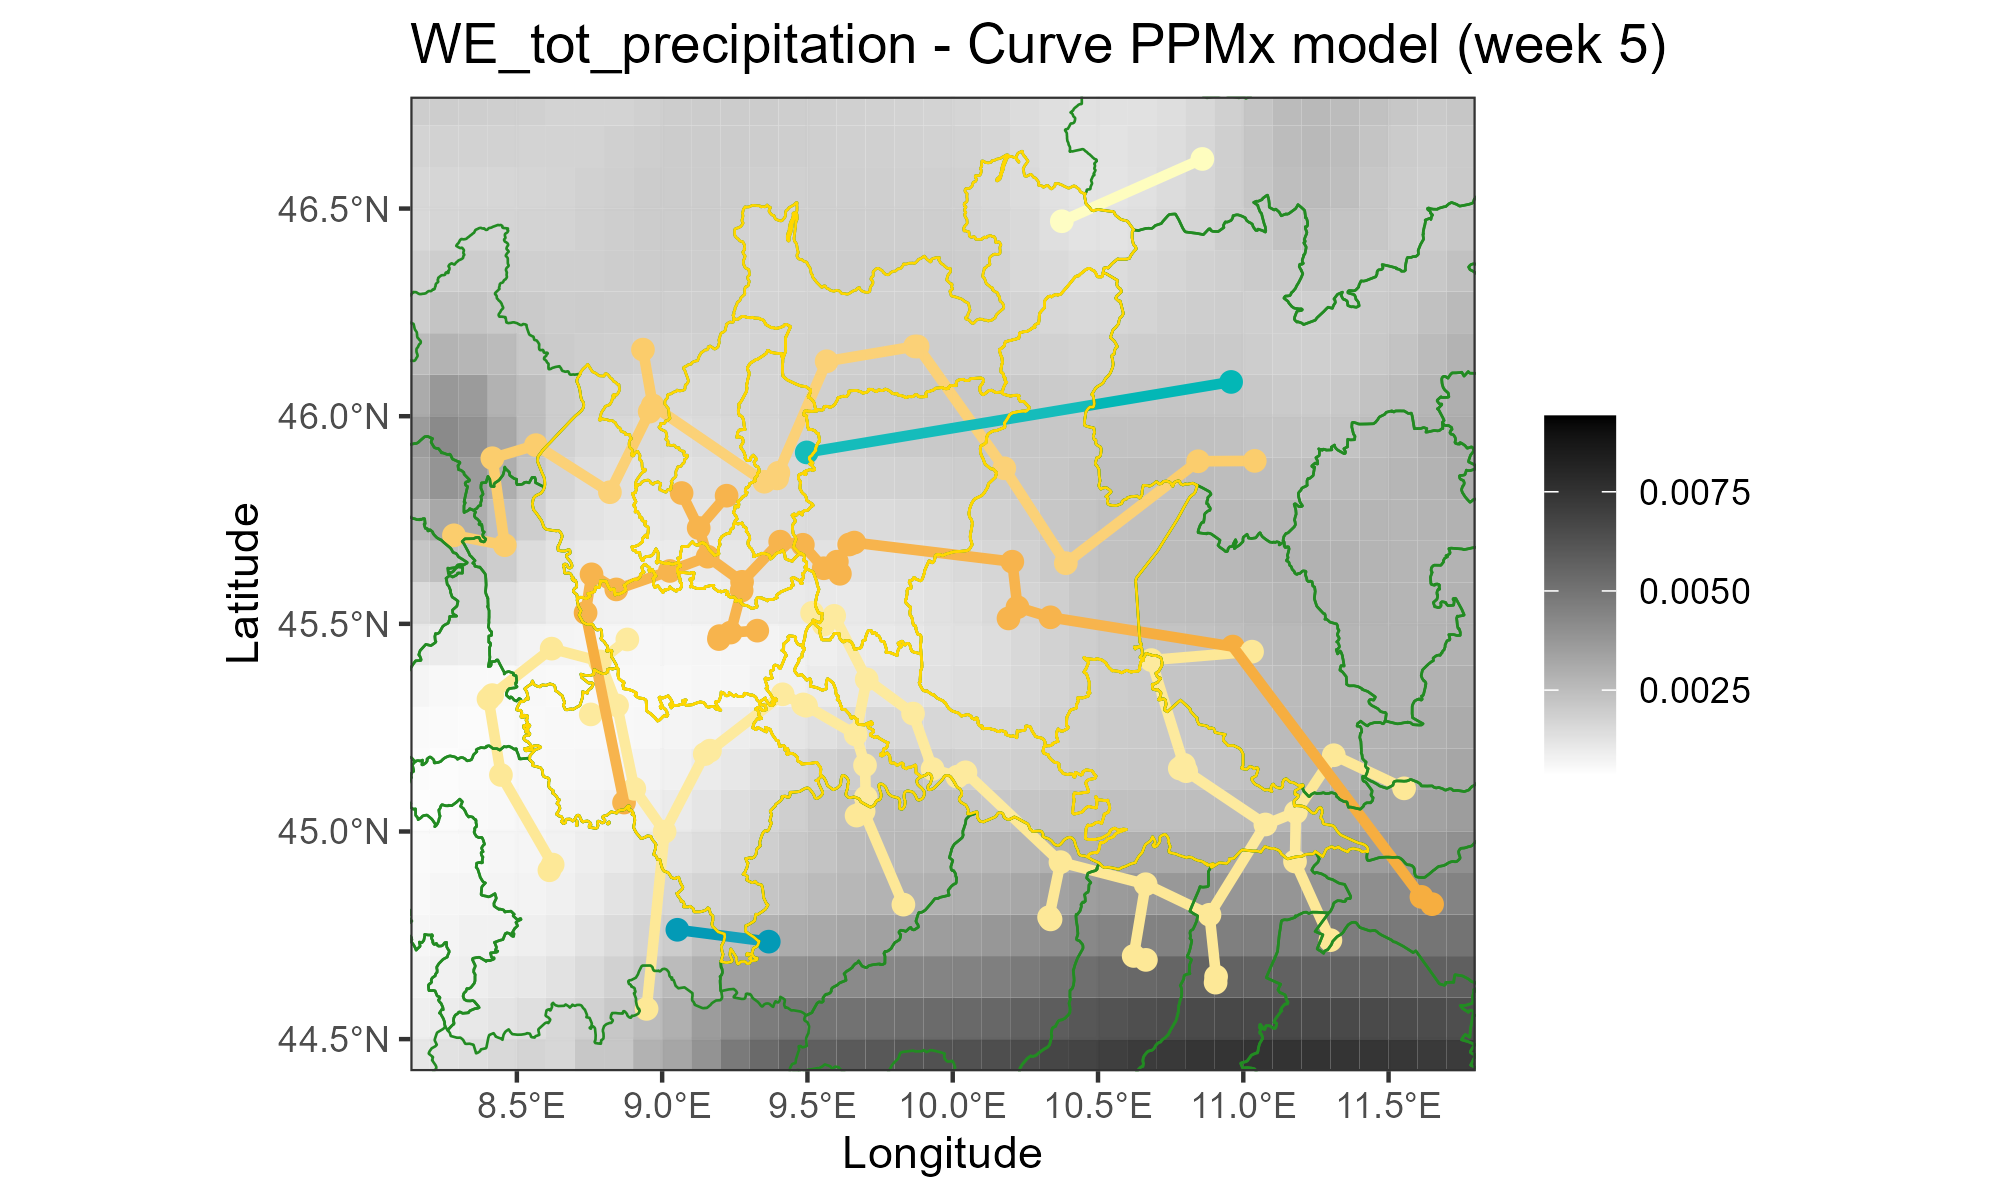 WE_tot_precipitation - Curve PPMx model (week 5)
46.5°N
46.0°N
45.5°N
45.0°N
44.5°N
Latitude
8.5°E 9.0°E 9.5°E 10.0°E 10.5°E 11.0°E 11.5°E
Longitude
0.0075
0.0050
0.0025